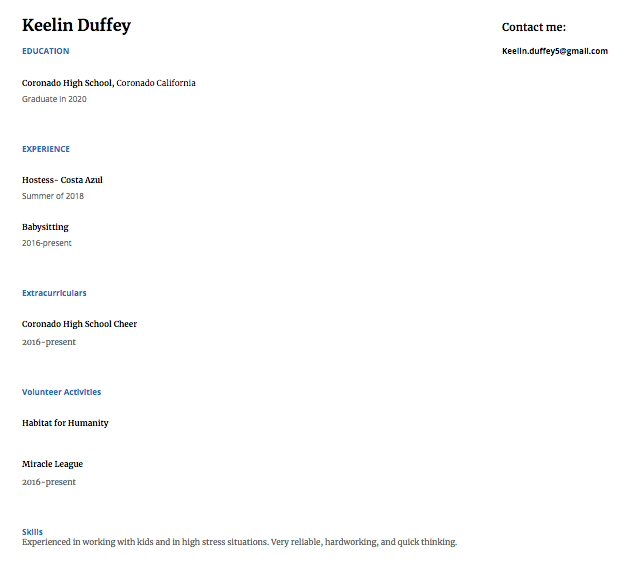 Keelin Duffey
Contact me:
EDUCATION
Keelin.duffey5@gmail.com
Coronado High School, Coronado California
Graduate in 2020
EXPERIENCE
Hostess- Costa Azul
Summer of 2018
Babysitting
2016-present
Extracurriculars
Coronado High School Cheer
2016-present
Volunteer Activities
Habitat for Humanity
Miracle League
2016-present
Skills
Experienced in working with kids and in high stress situations. Very reliable, hardworking, and quick thinking.